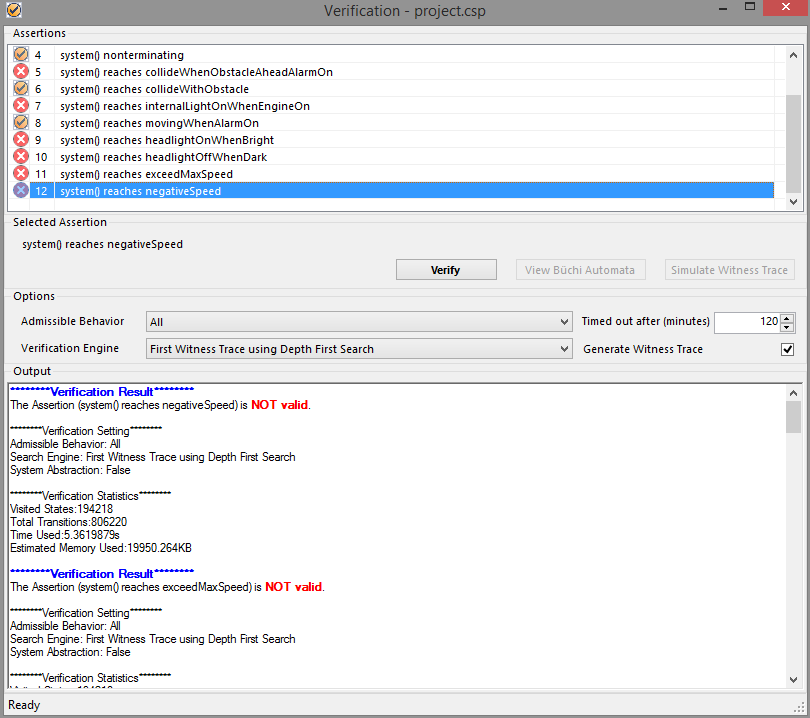 Verification - project.csp
Assertions
4 system() nonterminating
5 system() reaches collideWhenObstacleAheadAlarmOn
6 system() reaches collideWithObstacle
7 system() reaches internalLightOnWhenEngineOn
8 system() reaches movingWhenAlarmOn
9 system() reaches headlightOnWhenBright
10 system() reaches headlightOffWhenDark
11 system() reaches exceedMaxSpeed
12 system() reaches negativeSpeed
Selected Assertion
system() reaches negativeSpeed
Verify View Büchi Automata Simulate Witness Trace
Options
Admissible Behavior All Timed out after (minutes) 120
Verification Engine First Witness Trace using Depth First Search Generate Witness Trace
Output
********Verification Result********
The Assertion (system() reaches negativeSpeed) is NOT valid.
********Verification Setting********
Admissible Behavior: All
Search Engine: First Witness Trace using Depth First Search
System Abstraction: False
********Verification Statistics********
Visited States:194218
Total Transitions:806220
Time Used:5.3619879s
Estimated Memory Used:19950.264KB
********Verification Result********
The Assertion (system() reaches exceedMaxSpeed) is NOT valid.
********Verification Setting********
Admissible Behavior: All
Search Engine: First Witness Trace using Depth First Search
System Abstraction: False
********Verification Statistics********
Ready